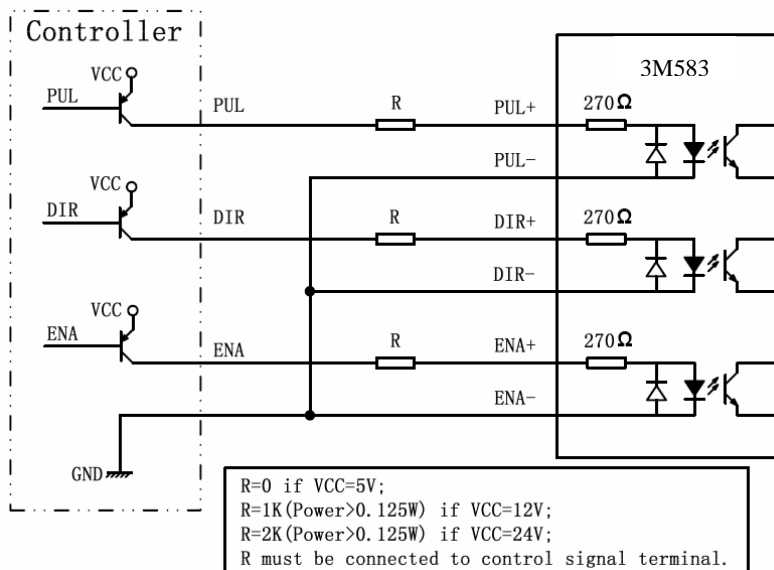 Controller
3M583
VCC
PUL
PUL
R
PUL+
270Ω
PUL-
VCC
DIR
DIR
R
DIR+
270Ω
DIR-
VCC
ENA
ENA
R
ENA+
270Ω
ENA-
GND
R=0 if VCC=5V;
R=1K(Power>0.125W) if VCC=12V;
R=2K(Power>0.125W) if VCC=24V;
R must be connected to control signal terminal.